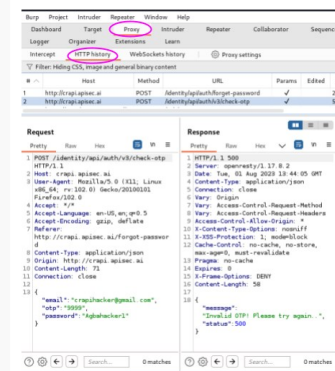 Burp Project Intruder Repeater Window Help
Dashboard Target Proxy Intruder Repeater Collaborator Sequenc
Logger Organizer Extensions Learn
Intercept HTTP history WebSockets history Proxy settings
Filter: Hiding CSS, image and general binary content
# Host Method URL Params Edited
1 http://crapi.apisec.ai POST /identity/api/auth/forget-password ✓
2 http://crapi.apisec.ai POST /identity/api/auth/v3/check-otp ✓
Request
Pretty Raw Hex
1 POST /identity/api/auth/v3/check-otp
HTTP/1.1
2 Host: crapi.apisec.ai
3 User-Agent: Mozilla/5.0 (X11; Linux
x86_64; rv:102.0) Gecko/20100101
Firefox/102.0
4 Accept: */*
5 Accept-Language: en-US,en;q=0.5
6 Accept-Encoding: gzip, deflate
7 Referer:
http://crapi.apisec.ai/forgot-passwor
d
8 Content-Type: application/json
9 Origin: http://crapi.apisec.ai
10 Content-Length: 71
11 Connection: close
12
13 {
"email":"crapihacker@gmail.com",
"otp":"9999",
"password":"Agbahacker1"
}
Search... 0 matches
Response
Pretty Raw Hex
1 HTTP/1.1 500
2 Server: openresty/1.17.8.2
3 Date: Tue, 01 Aug 2023 13:44:05 GMT
4 Content-Type: application/json
5 Connection: close
6 Vary: Origin
7 Vary: Access-Control-Request-Method
8 Vary: Access-Control-Request-Headers
9 Access-Control-Allow-Origin: *
10 X-Content-Type-Options: nosniff
11 X-XSS-Protection: 1; mode=block
12 Cache-Control: no-cache, no-store,
max-age=0, must-revalidate
13 Pragma: no-cache
14 Expires: 0
15 X-Frame-Options: DENY
16 Content-Length: 58
17
18 {
"message":
"Invalid OTP! Please try again..",
"status":500
}
Search... 0 matches